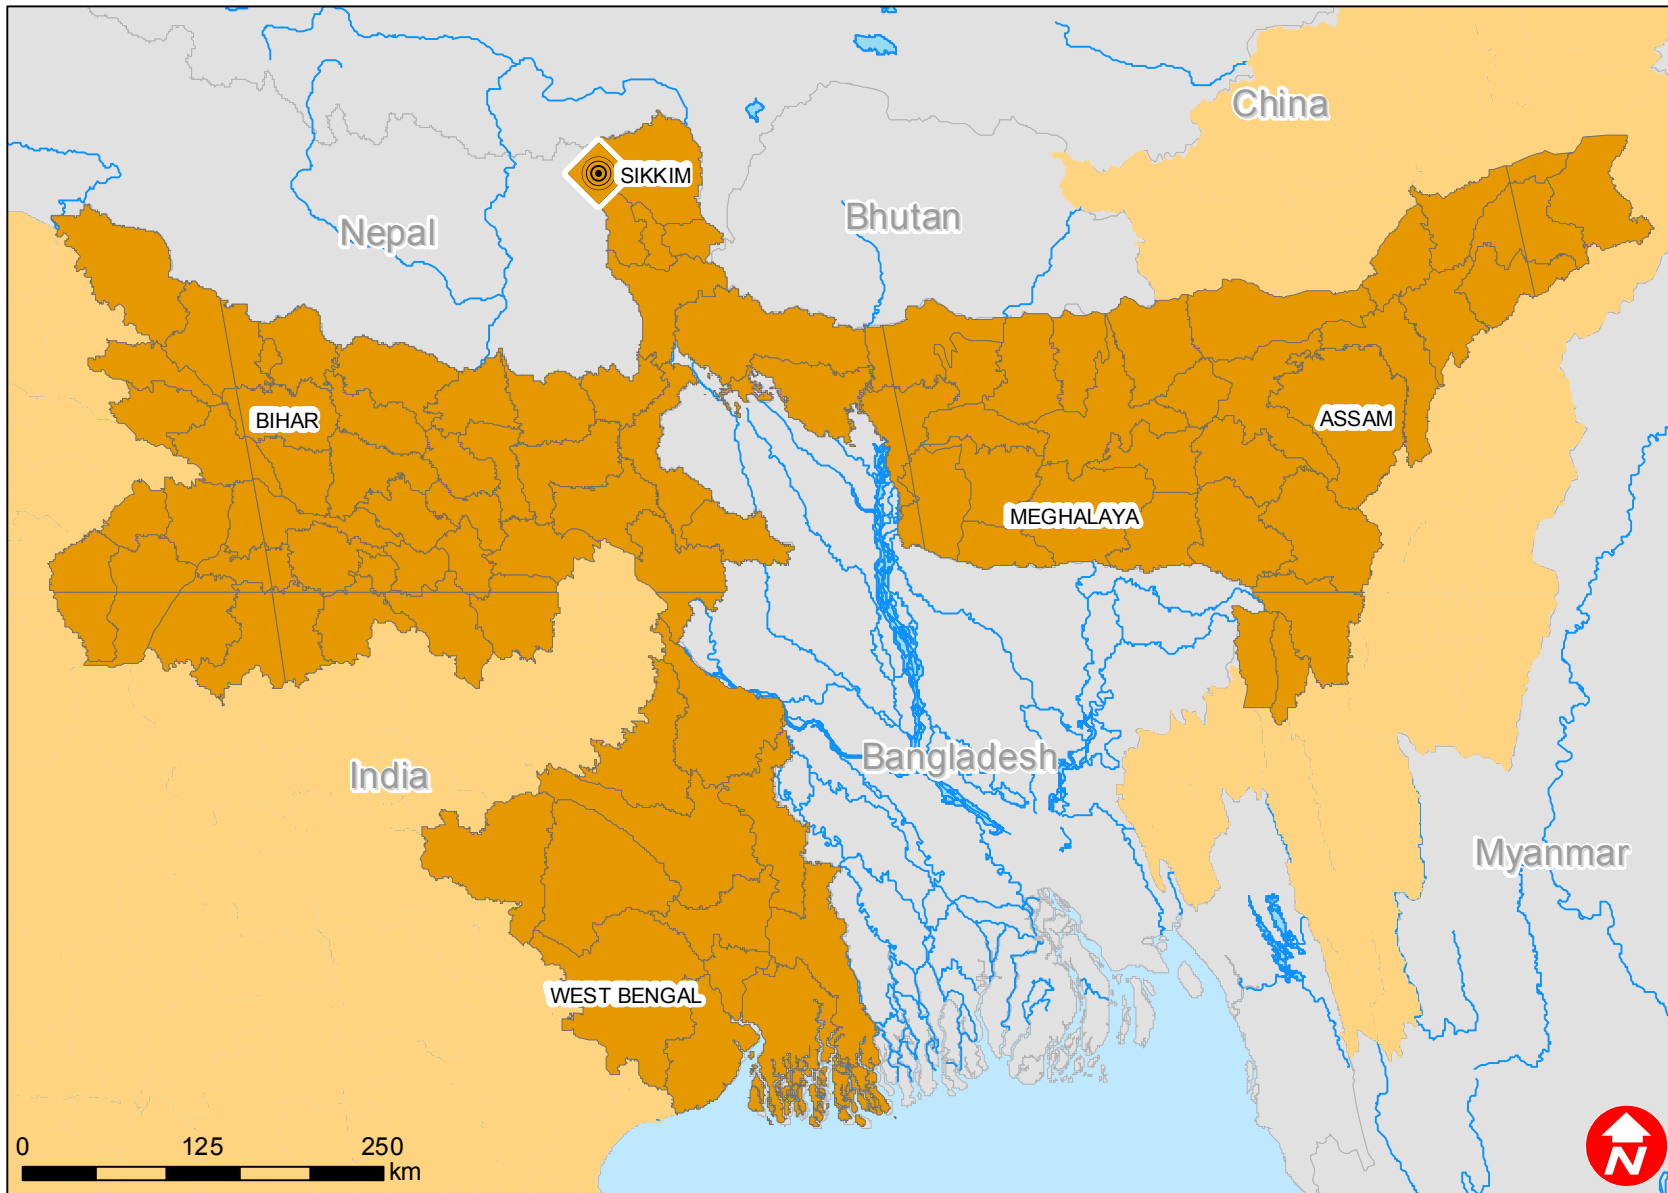 China
SIKKIM
Nepal
Bhutan
BIHAR
ASSAM
MEGHALAYA
India
Bangladesh
Myanmar
WEST BENGAL
0 125 250
km
N